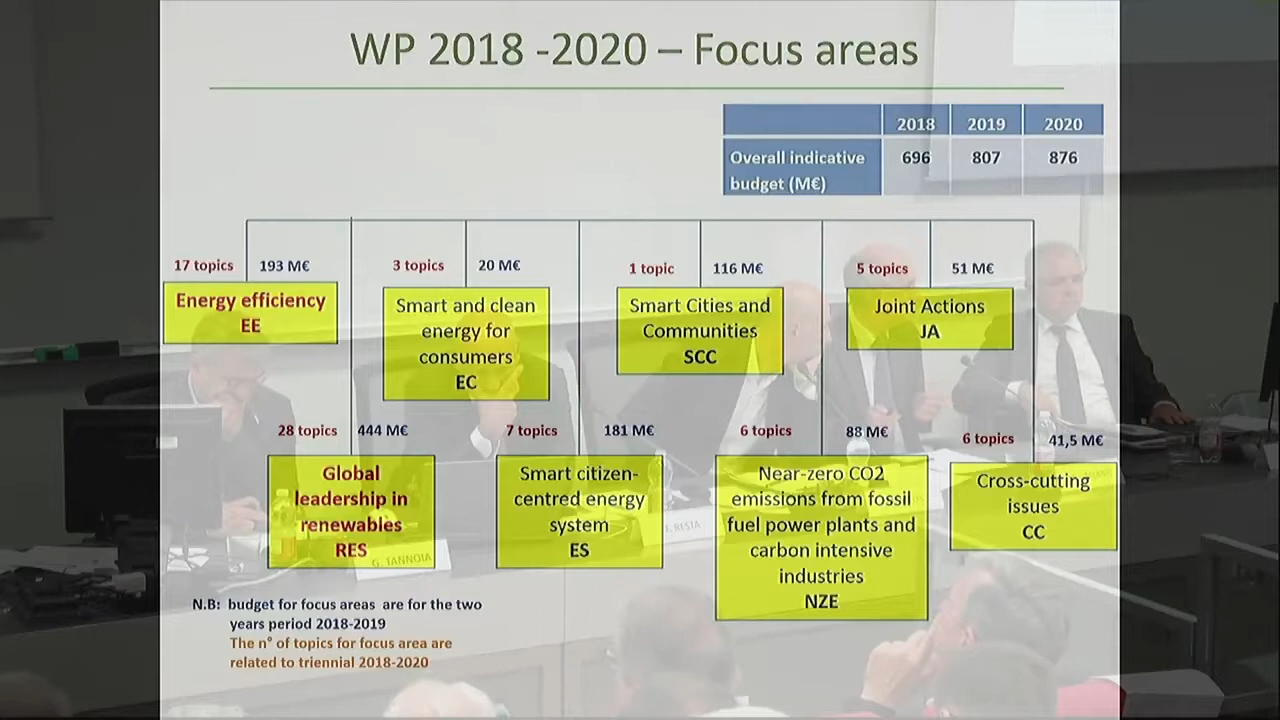 WP 2018 -2020 – Focus areas
2018 2019 2020
Overall indicative budget (M€) 696 807 876
17 topics 193 M€
Energy efficiency
EE
3 topics 20 M€
Smart and clean
energy for
consumers
EC
1 topic 116 M€
Smart Cities and
Communities
SCC
5 topics 51 M€
Joint Actions
JA
28 topics 444 M€
Global
leadership in
renewables
RES
7 topics 181 M€
Smart citizen-
centred energy
system
ES
6 topics 88 M€
Near-zero CO2
emissions from fossil
fuel power plants and
carbon intensive
industries
NZE
6 topics 41,5 M€
Cross-cutting
issues
CC
J. RESTA
G. IANNOIA
N.B: budget for focus areas are for the two
years period 2018-2019
The n° of topics for focus area are
related to triennial 2018-2020